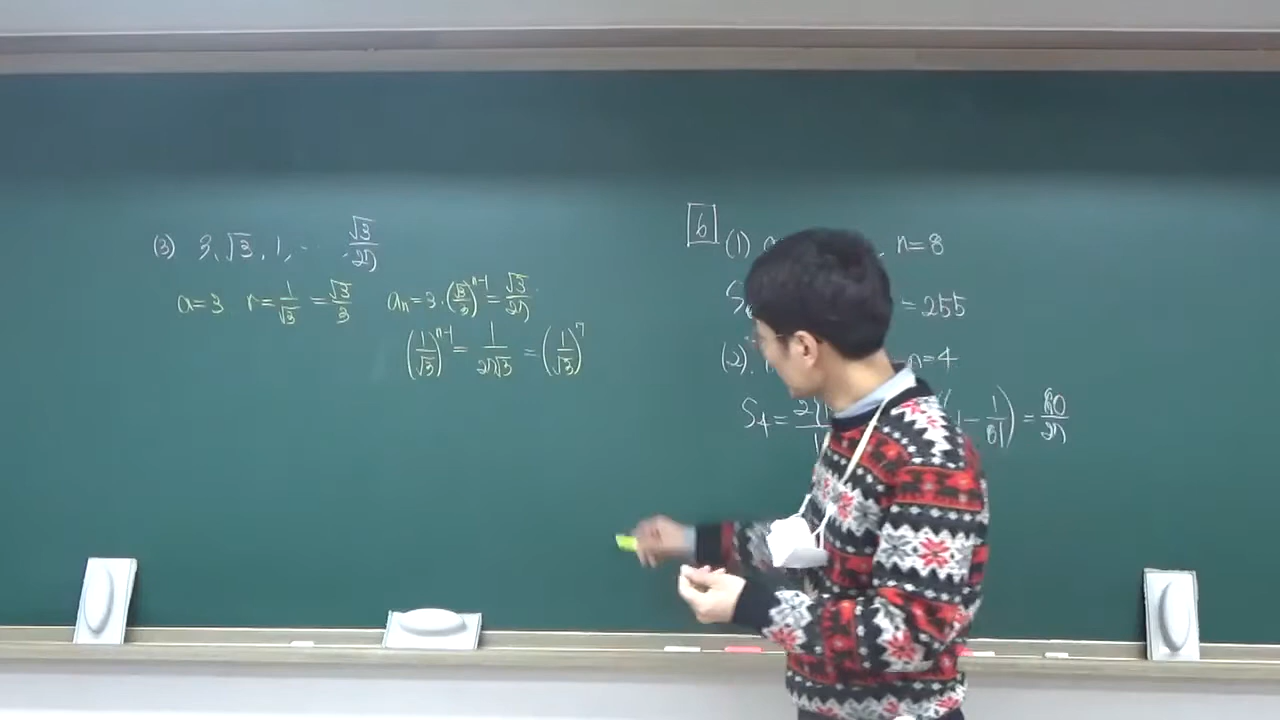 (3) 3, √3, 1, ... √3/27
a=3. r=1/√3=√3/3 aₙ=3·(√3/3)ⁿ⁻¹=√3/27
(1/√3)ⁿ⁻¹=1/27√3=(1/√3)⁷
6 (1) , n=8
S =255
(2). n=4
S₄=2(1 1-1/81)=80/27